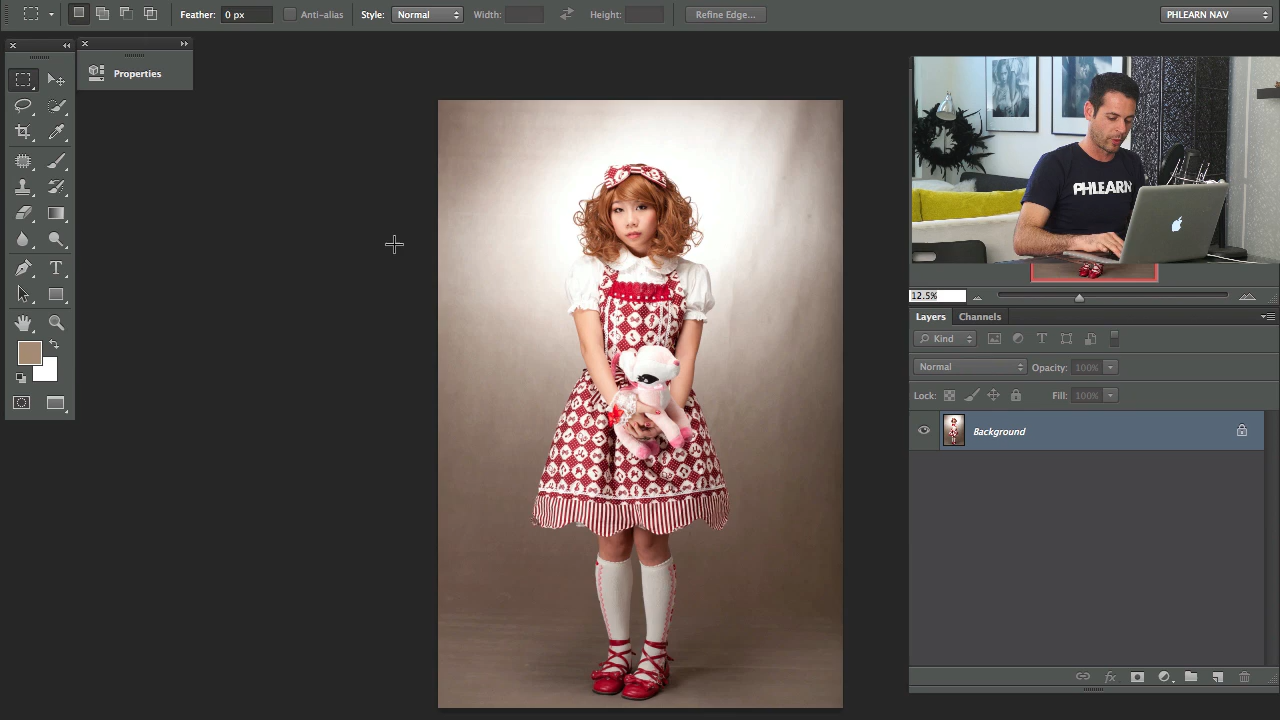 Feather: 0 px Anti-alias Style: Normal Width: Height: Refine Edge... PHLEARN NAV
Properties
PHLEARN
12.5%
Layers Channels
Kind
Normal Opacity: 100%
Lock: Fill: 100%
Background